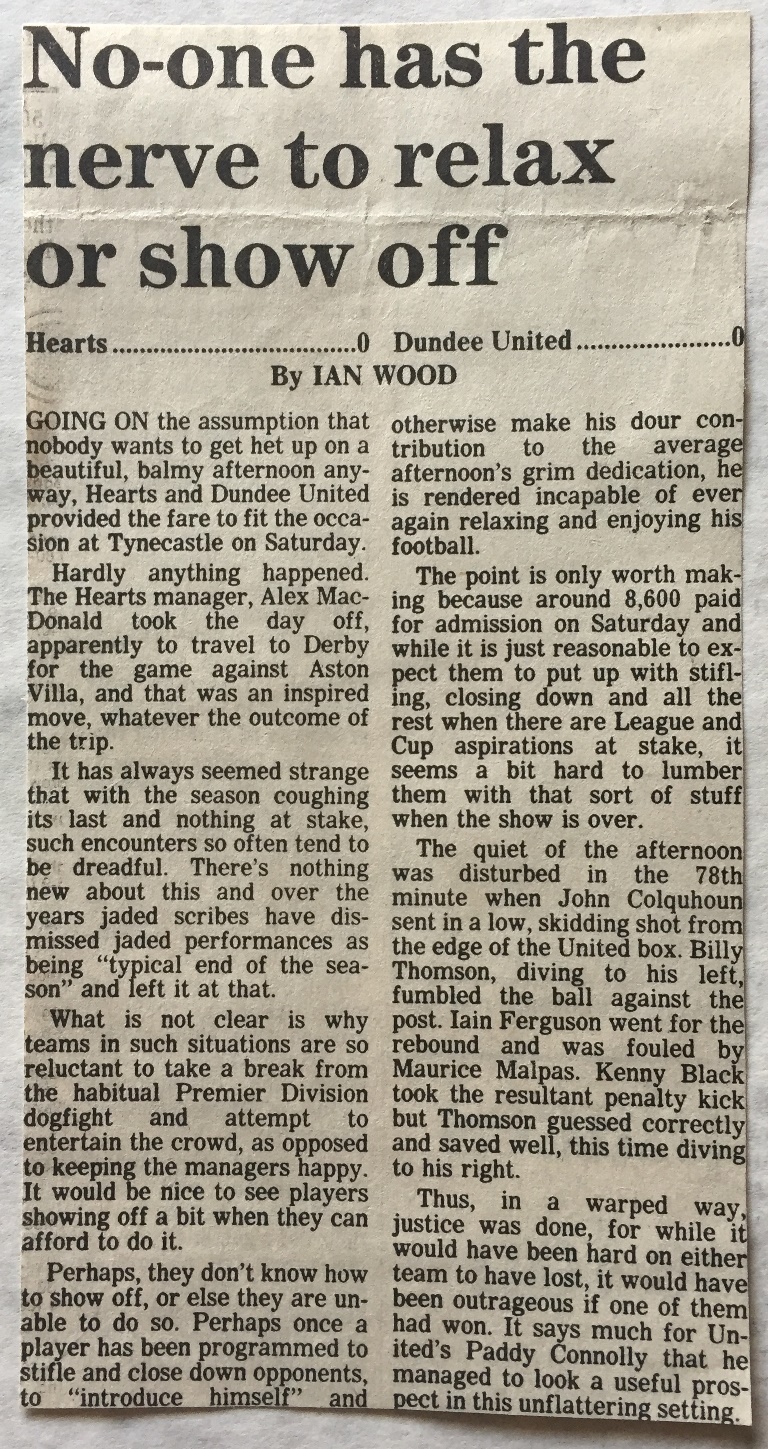 No-one has the
nerve to relax
or show off
Hearts....................................0 Dundee United......................0
By IAN WOOD
GOING ON the assumption that
nobody wants to get het up on a
beautiful, balmy afternoon any-
way, Hearts and Dundee United
provided the fare to fit the occa-
sion at Tynecastle on Saturday.
Hardly anything happened.
The Hearts manager, Alex Mac-
Donald took the day off,
apparently to travel to Derby
for the game against Aston
Villa, and that was an inspired
move, whatever the outcome of
the trip.
It has always seemed strange
that with the season coughing
its last and nothing at stake,
such encounters so often tend to
be dreadful. There's nothing
new about this and over the
years jaded scribes have dis-
missed jaded performances as
being "typical end of the sea-
son" and left it at that.
What is not clear is why
teams in such situations are so
reluctant to take a break from
the habitual Premier Division
dogfight and attempt to
entertain the crowd, as opposed
to keeping the managers happy.
It would be nice to see players
showing off a bit when they can
afford to do it.
Perhaps, they don't know how
to show off, or else they are un-
able to do so. Perhaps once a
player has been programmed to
stifle and close down opponents,
to "introduce himself" and
otherwise make his dour con-
tribution to the average
afternoon's grim dedication, he
is rendered incapable of ever
again relaxing and enjoying his
football.
The point is only worth mak-
ing because around 8,600 paid
for admission on Saturday and
while it is just reasonable to ex-
pect them to put up with stifl-
ing, closing down and all the
rest when there are League and
Cup aspirations at stake, it
seems a bit hard to lumber
them with that sort of stuff
when the show is over.
The quiet of the afternoon
was disturbed in the 78th
minute when John Colquhoun
sent in a low, skidding shot from
the edge of the United box. Billy
Thomson, diving to his left,
fumbled the ball against the
post. Iain Ferguson went for the
rebound and was fouled by
Maurice Malpas. Kenny Black
took the resultant penalty kick
but Thomson guessed correctly
and saved well, this time diving
to his right.
Thus, in a warped way,
justice was done, for while it
would have been hard on either
team to have lost, it would have
been outrageous if one of them
had won. It says much for Un-
ited's Paddy Connolly that he
managed to look a useful pros-
pect in this unflattering setting.